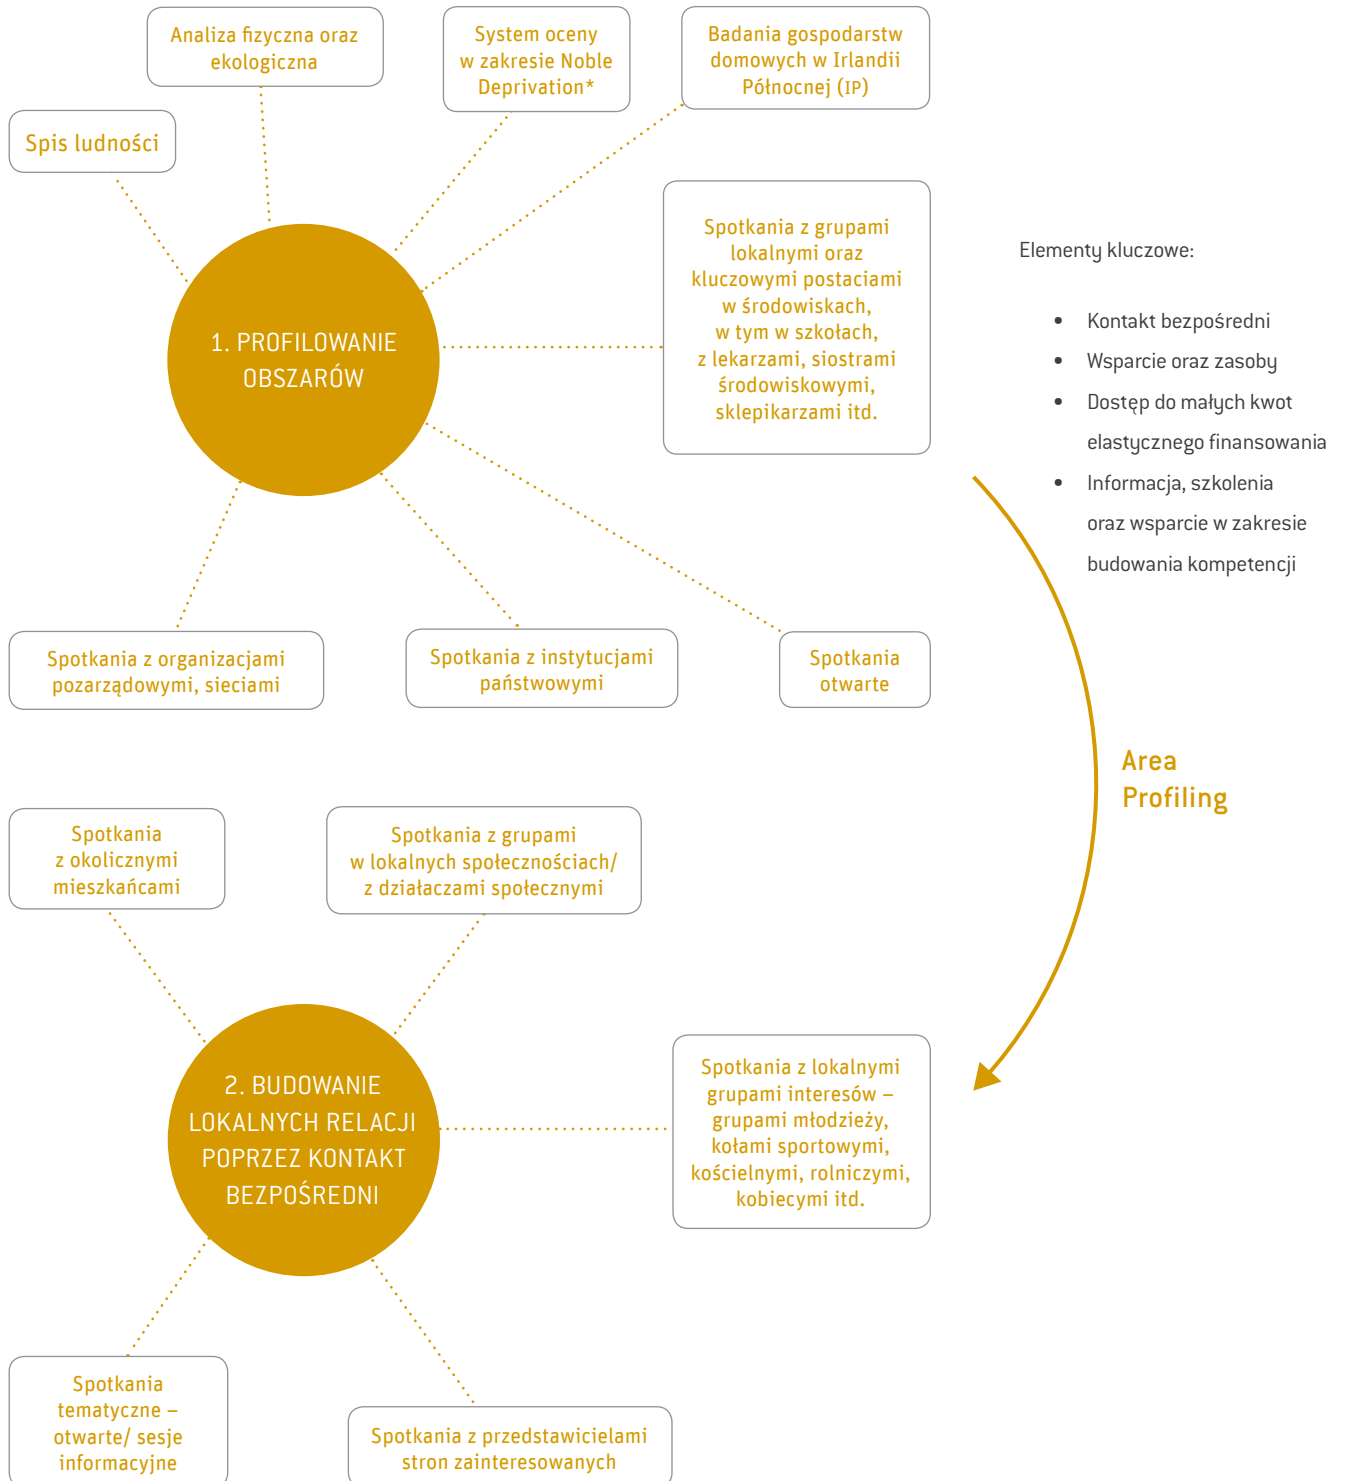 Analiza fizyczna oraz
ekologiczna
System oceny
w zakresie Noble
Deprivation*
Badania gospodarstw
domowych w Irlandii
Północnej (IP)
Spis ludności
Spotkania z grupami
lokalnymi oraz
kluczowymi postaciami
w środowiskach,
w tym w szkołach,
z lekarzami, siostrami
środowiskowymi,
sklepikarzami itd.
1. PROFILOWANIE
OBSZARÓW
Elementy kluczowe:
• Kontakt bezpośredni
• Wsparcie oraz zasoby
• Dostęp do małych kwot
elastycznego finansowania
• Informacja, szkolenia
oraz wsparcie w zakresie
budowania kompetencji
Spotkania z organizacjami
pozarządowymi, sieciami
Spotkania z instytucjami
państwowymi
Spotkania
otwarte
Area
Profiling
Spotkania
z okolicznymi
mieszkańcami
Spotkania z grupami
w lokalnych społecznościach/
z działaczami społecznymi
2. BUDOWANIE
LOKALNYCH RELACJI
POPRZEZ KONTAKT
BEZPOŚREDNI
Spotkania z lokalnymi
grupami interesów –
grupami młodzieży,
kołami sportowymi,
kościelnymi, rolniczymi,
kobiecymi itd.
Spotkania
tematyczne –
otwarte/ sesje
informacyjne
Spotkania z przedstawicielami
stron zainteresowanych